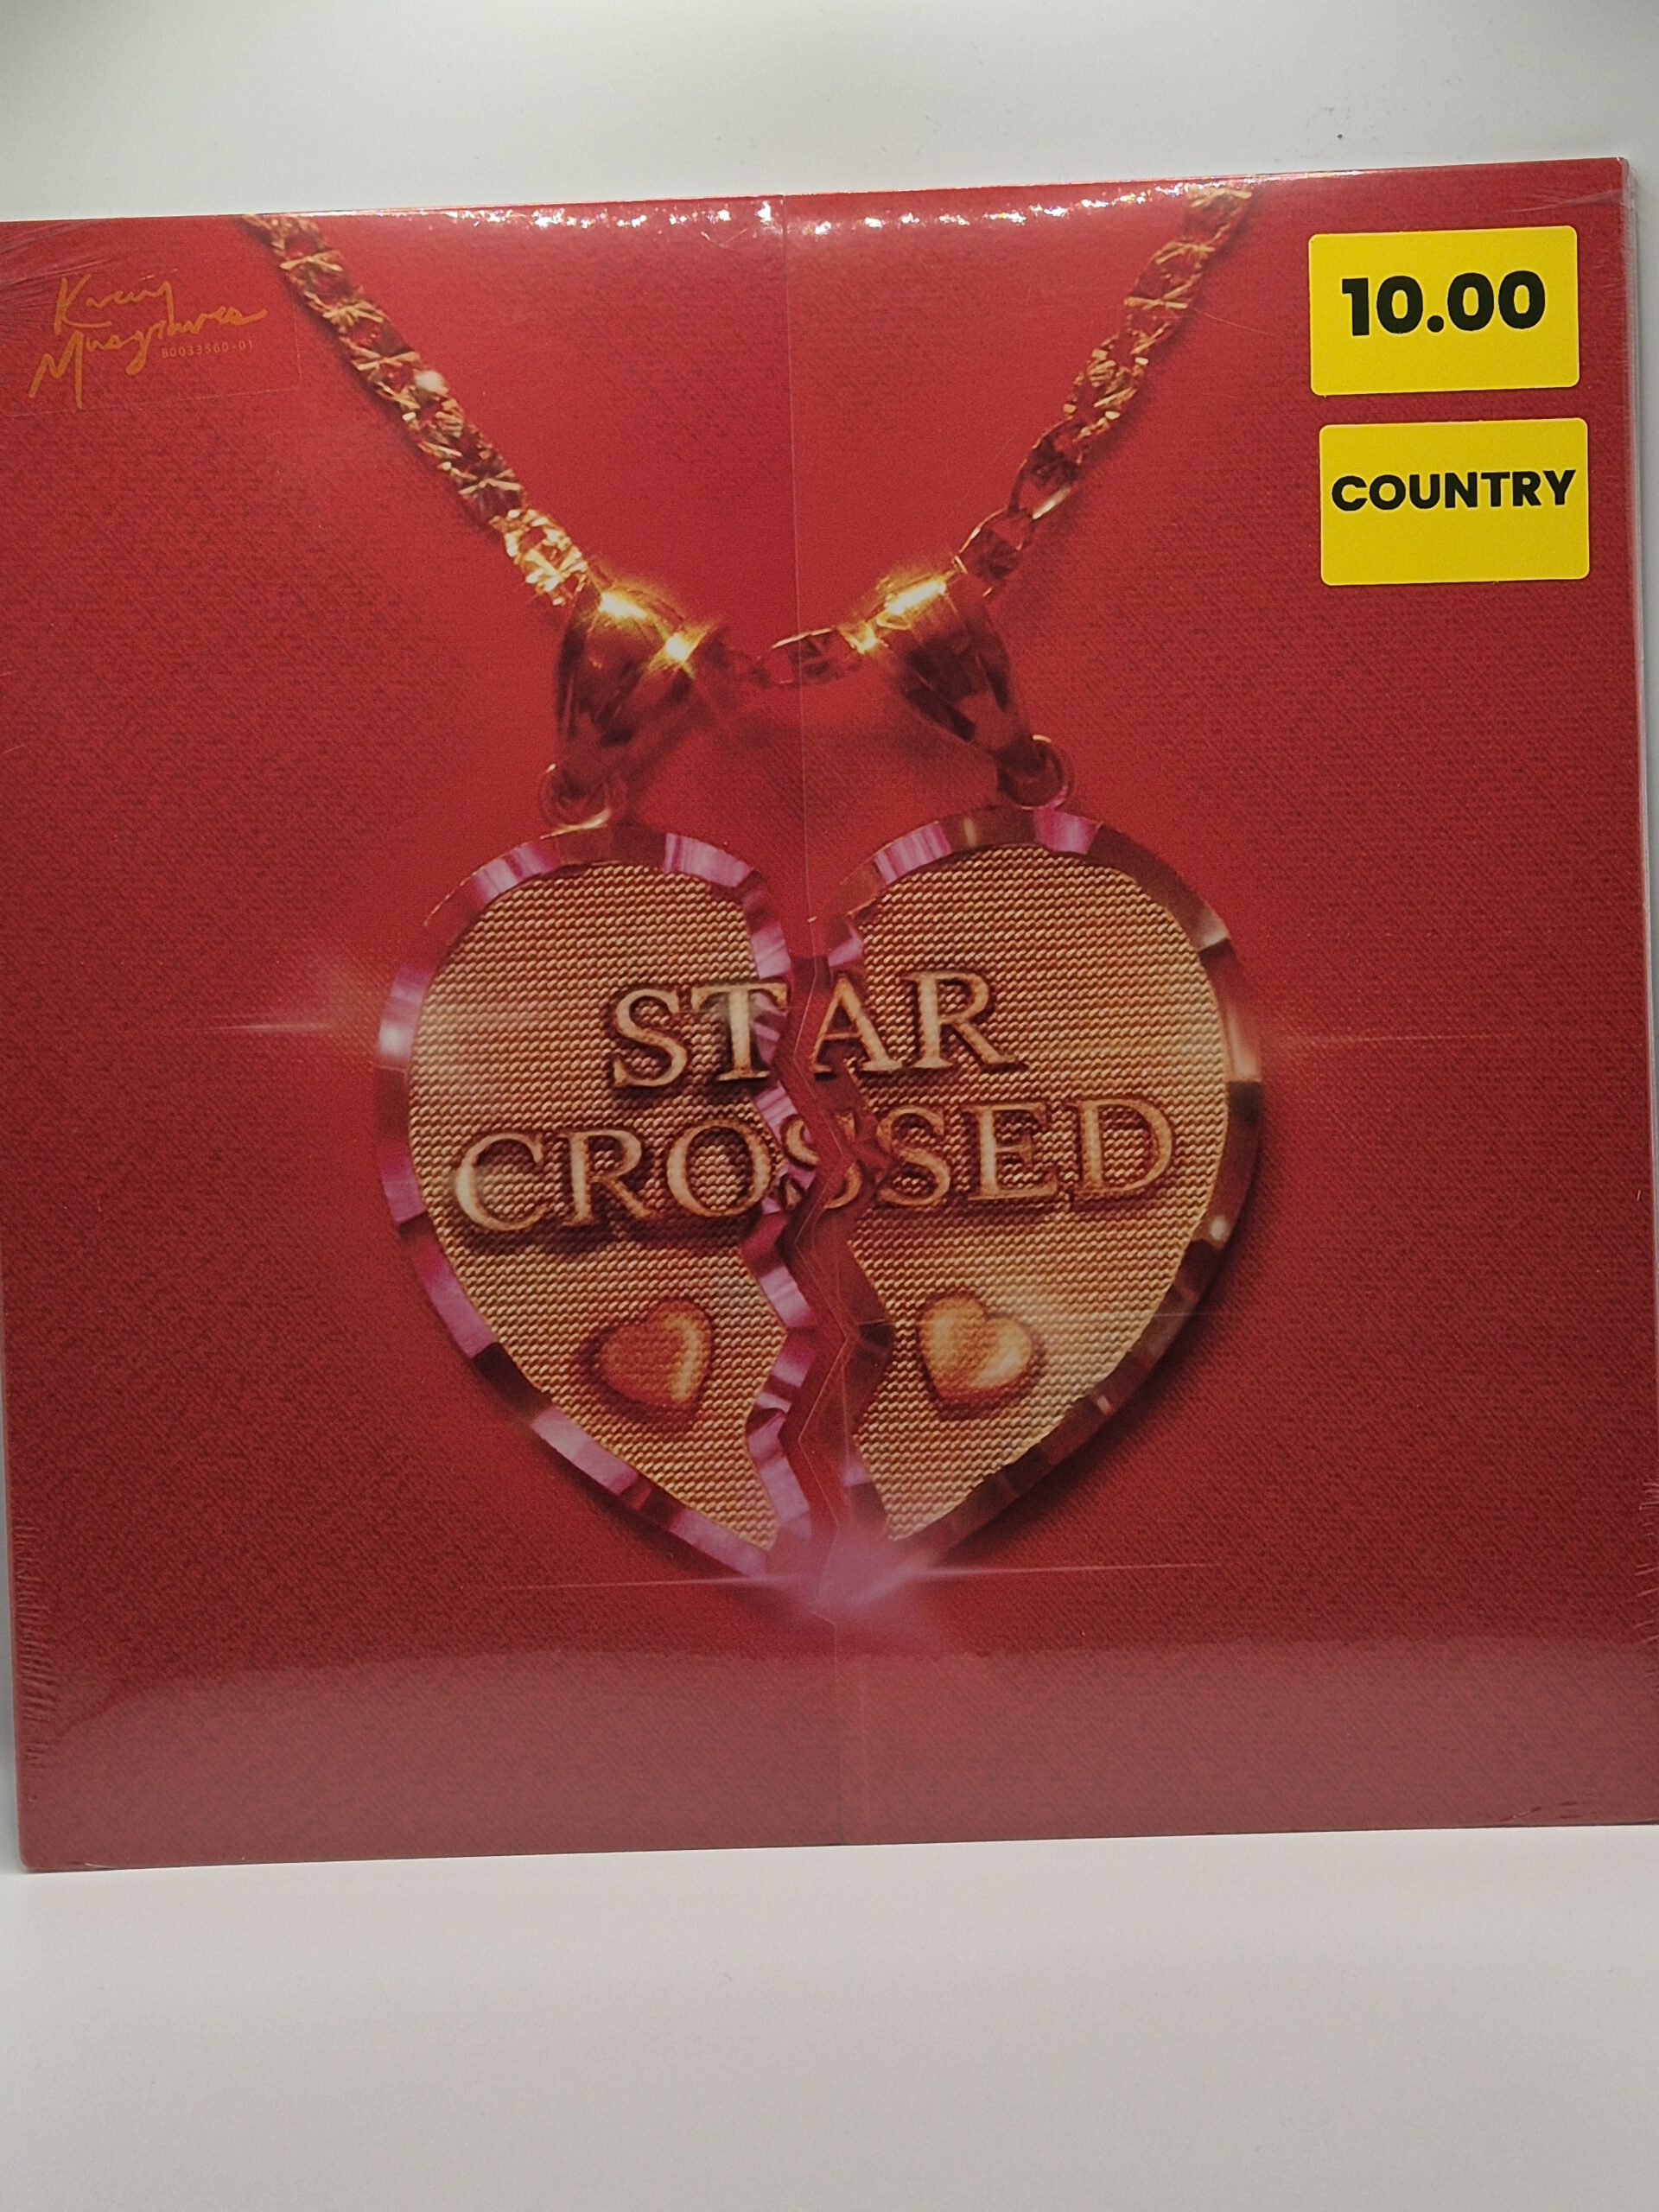 Kacey
Musgraves
B0033560-01
10.00
COUNTRY
STAR
CROSSED